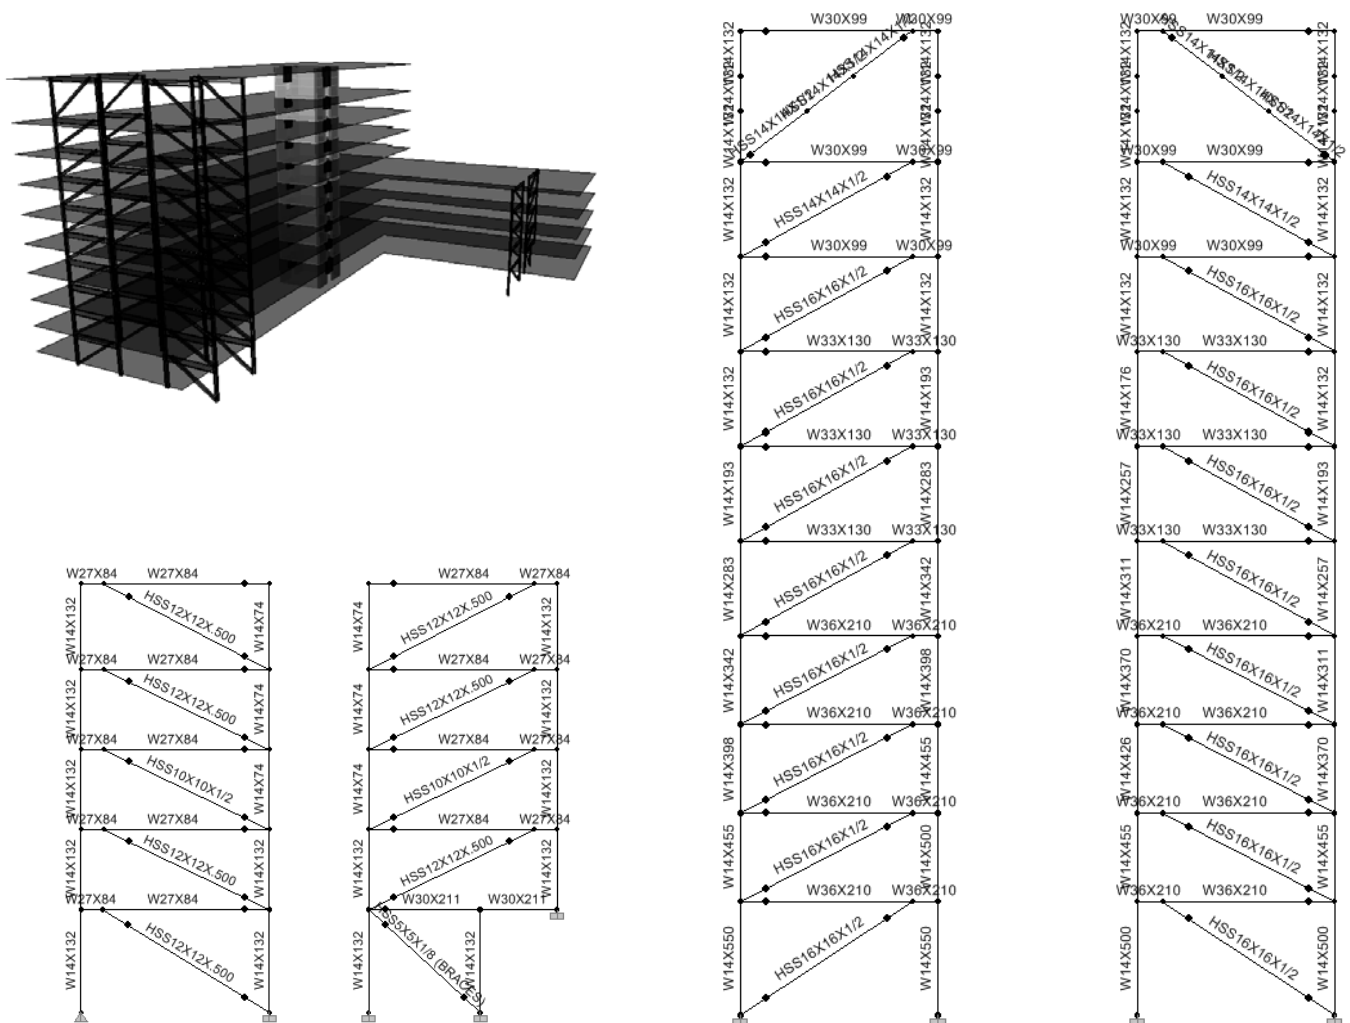 W27X84 W27X84
W14X132 HSS12X12X.500 W14X74
W27X84 W27X84
W14X132 HSS12X12X.500 W14X74
W27X84 W27X84
W14X132 HSS10X10X1/2 W14X74
W27X84 W27X84
W14X132 HSS12X12X.500 W14X132
W27X84 W27X84
W14X132 HSS12X12X.500 W14X132
W27X84 W27X84
W14X74 HSS12X12X.500 W14X132
W27X84 W27X84
W14X74 HSS12X12X.500 W14X132
W27X84 W27X84
W14X74 HSS10X10X1/2 W14X132
W27X84 W27X84
W14X132 HSS12X12X.500 W14X132
W30X211 W30X211
W14X132 HSS5X5X1/8 (BRACES) W14X132
W30X99 W30X99
W30X99 W30X99
W14X132 HSS14X14X1/2 W14X132
W30X99 W30X99
W14X132 HSS16X16X1/2 W14X132
W33X130 W33X130
W14X132 HSS16X16X1/2 W14X193
W33X130 W33X130
W14X193 HSS16X16X1/2 W14X283
W33X130 W33X130
W14X283 HSS16X16X1/2 W14X342
W36X210 W36X210
W14X342 HSS16X16X1/2 W14X398
W36X210 W36X210
W14X398 HSS16X16X1/2 W14X455
W36X210 W36X210
W14X455 HSS16X16X1/2 W14X500
W36X210 W36X210
W14X550 HSS16X16X1/2 W14X550
W30X99 W30X99
W30X99 W30X99
W14X132 HSS14X14X1/2 W14X132
W30X99 W30X99
W14X132 HSS16X16X1/2 W14X132
W33X130 W33X130
W14X176 HSS16X16X1/2 W14X132
W33X130 W33X130
W14X257 HSS16X16X1/2 W14X193
W33X130 W33X130
W14X311 HSS16X16X1/2 W14X257
W36X210 W36X210
W14X370 HSS16X16X1/2 W14X311
W36X210 W36X210
W14X426 HSS16X16X1/2 W14X370
W36X210 W36X210
W14X455 HSS16X16X1/2 W14X455
W36X210 W36X210
W14X500 HSS16X16X1/2 W14X500